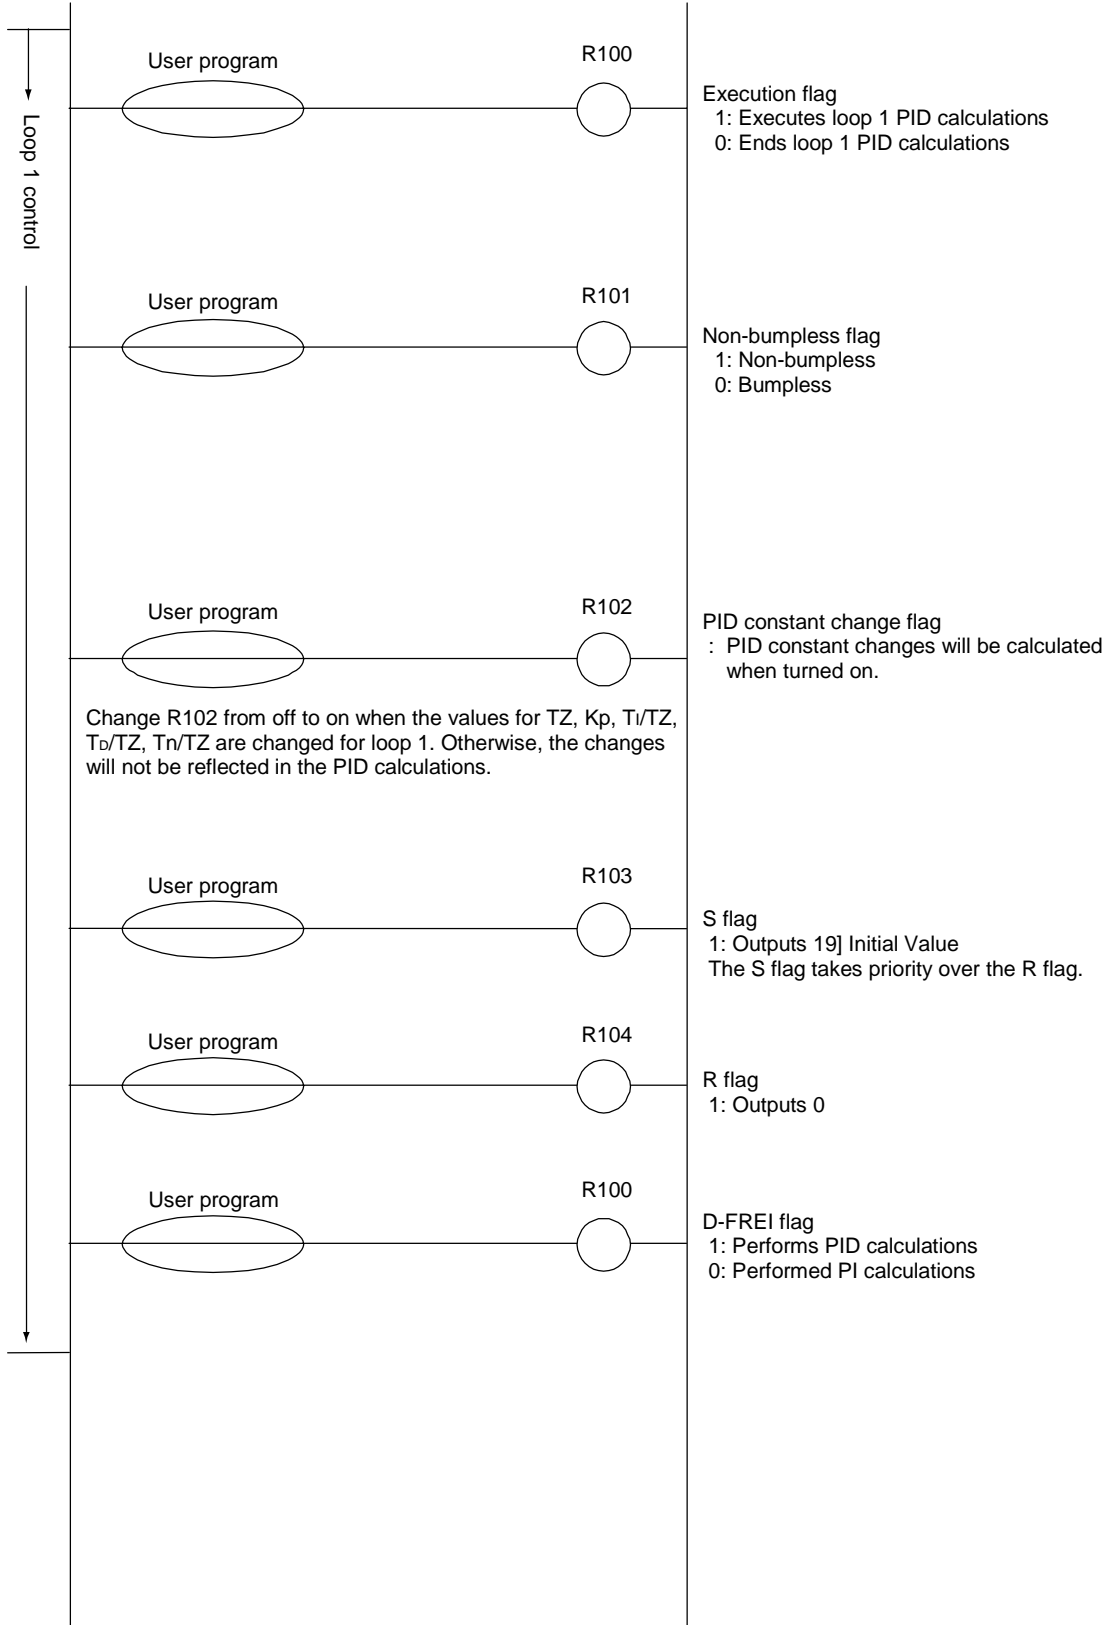 User program
R100
Execution flag
1: Executes loop 1 PID calculations
0: Ends loop 1 PID calculations
Loop 1 control
User program
R101
Non-bumpless flag
1: Non-bumpless
0: Bumpless
User program
R102
PID constant change flag
: PID constant changes will be calculated
when turned on.
Change R102 from off to on when the values for TZ, Kp, TI/TZ,
TD/TZ, Tn/TZ are changed for loop 1. Otherwise, the changes
will not be reflected in the PID calculations.
User program
R103
S flag
1: Outputs 19] Initial Value
The S flag takes priority over the R flag.
User program
R104
R flag
1: Outputs 0
User program
R100
D-FREI flag
1: Performs PID calculations
0: Performed PI calculations